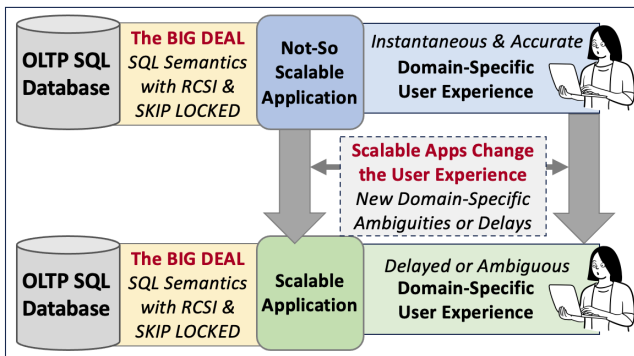 OLTP SQL
Database
The BIG DEAL
SQL Semantics
with RCSI &
SKIP LOCKED
Not-So
Scalable
Application
Instantaneous & Accurate
Domain-Specific
User Experience
Scalable Apps Change
the User Experience
New Domain-Specific
Ambiguities or Delays
OLTP SQL
Database
The BIG DEAL
SQL Semantics
with RCSI &
SKIP LOCKED
Scalable
Application
Delayed or Ambiguous
Domain-Specific
User Experience